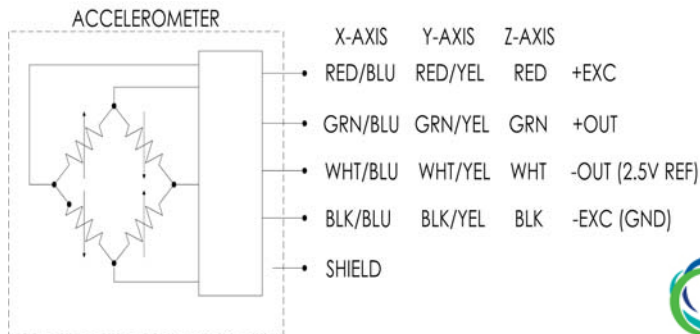 ACCELEROMETER
X-AXIS Y-AXIS Z-AXIS
RED/BLU RED/YEL RED +EXC
GRN/BLU GRN/YEL GRN +OUT
WHT/BLU WHT/YEL WHT -OUT (2.5V REF)
BLK/BLU BLK/YEL BLK -EXC (GND)
SHIELD